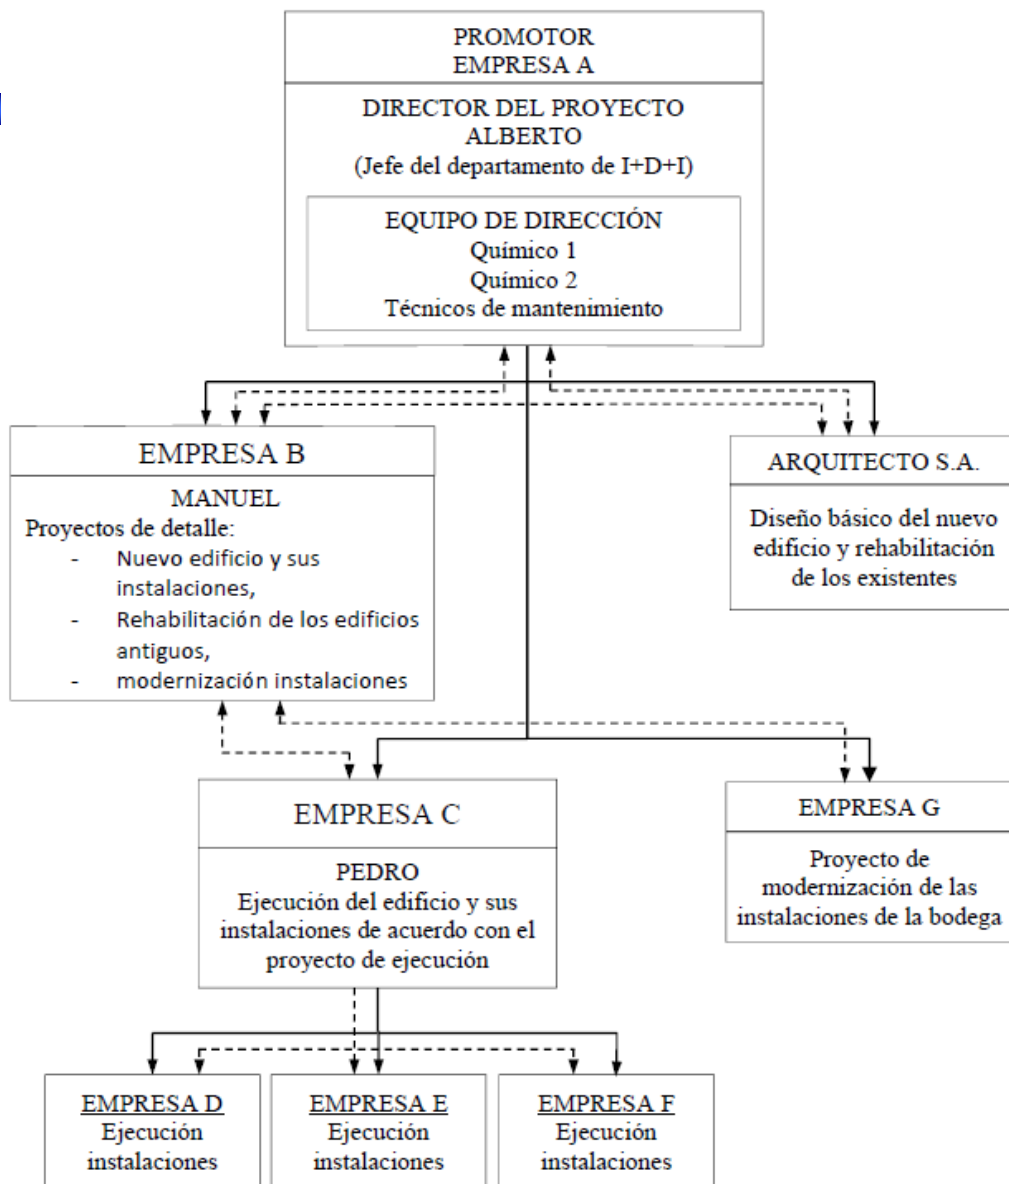 PROMOTOR
EMPRESA A
DIRECTOR DEL PROYECTO
ALBERTO
(Jefe del departamento de I+D+I)
EQUIPO DE DIRECCIÓN
Químico 1
Químico 2
Técnicos de mantenimiento
EMPRESA B
MANUEL
Proyectos de detalle:
- Nuevo edificio y sus
instalaciones,
- Rehabilitación de los edificios
antiguos,
- modernización instalaciones
ARQUITECTO S.A.
Diseño básico del nuevo
edificio y rehabilitación
de los existentes
EMPRESA C
PEDRO
Ejecución del edificio y sus
instalaciones de acuerdo con el
proyecto de ejecución
EMPRESA G
Proyecto de
modernización de las
instalaciones de la bodega
EMPRESA D
Ejecución
instalaciones
EMPRESA E
Ejecución
instalaciones
EMPRESA F
Ejecución
instalaciones